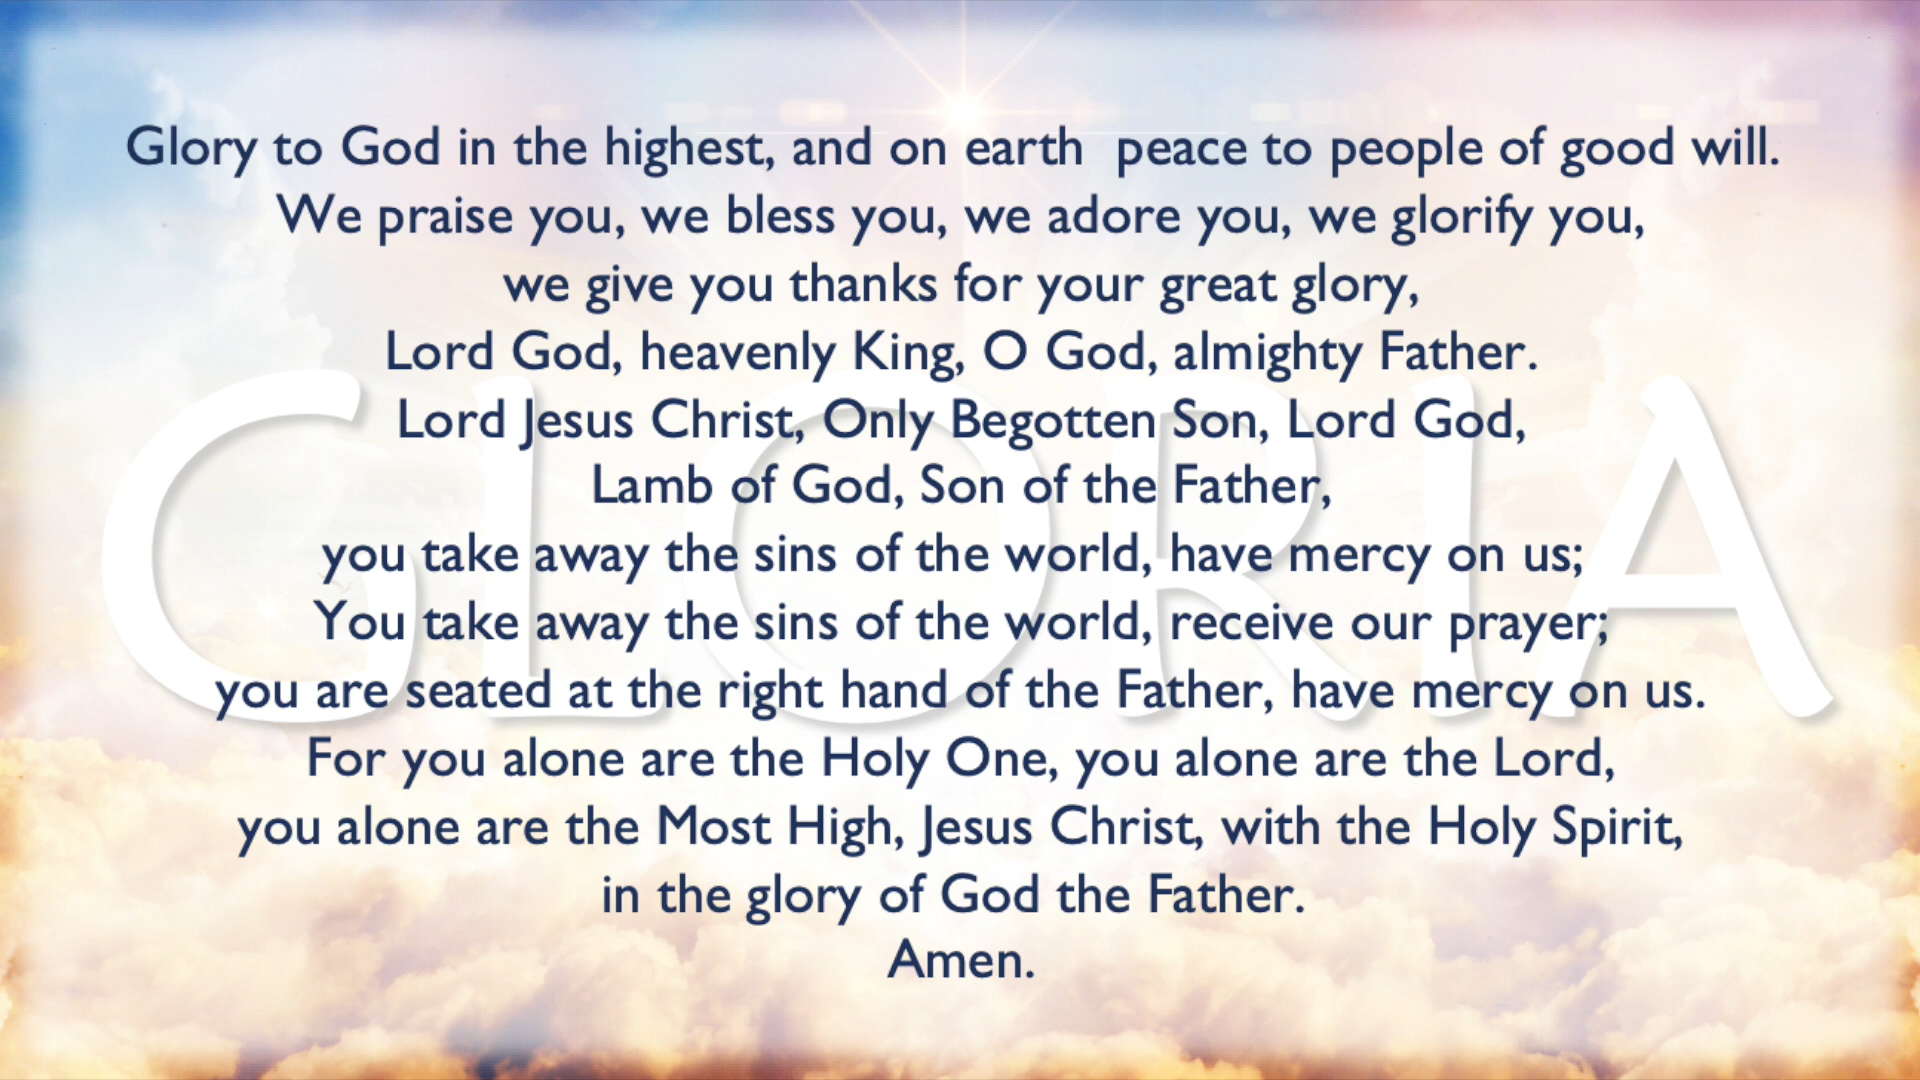 Glory to God in the highest, and on earth  peace to people of good will.
We praise you, we bless you, we adore you, we glorify you,
we give you thanks for your great glory,
Lord God, heavenly King, O God, almighty Father.
Lord Jesus Christ, Only Begotten Son, Lord God,
Lamb of God, Son of the Father,
you take away the sins of the world, have mercy on us;
You take away the sins of the world, receive our prayer;
you are seated at the right hand of the Father, have mercy on us.
For you alone are the Holy One, you alone are the Lord,
you alone are the Most High, Jesus Christ, with the Holy Spirit,
in the glory of God the Father.
Amen.
GLORIA